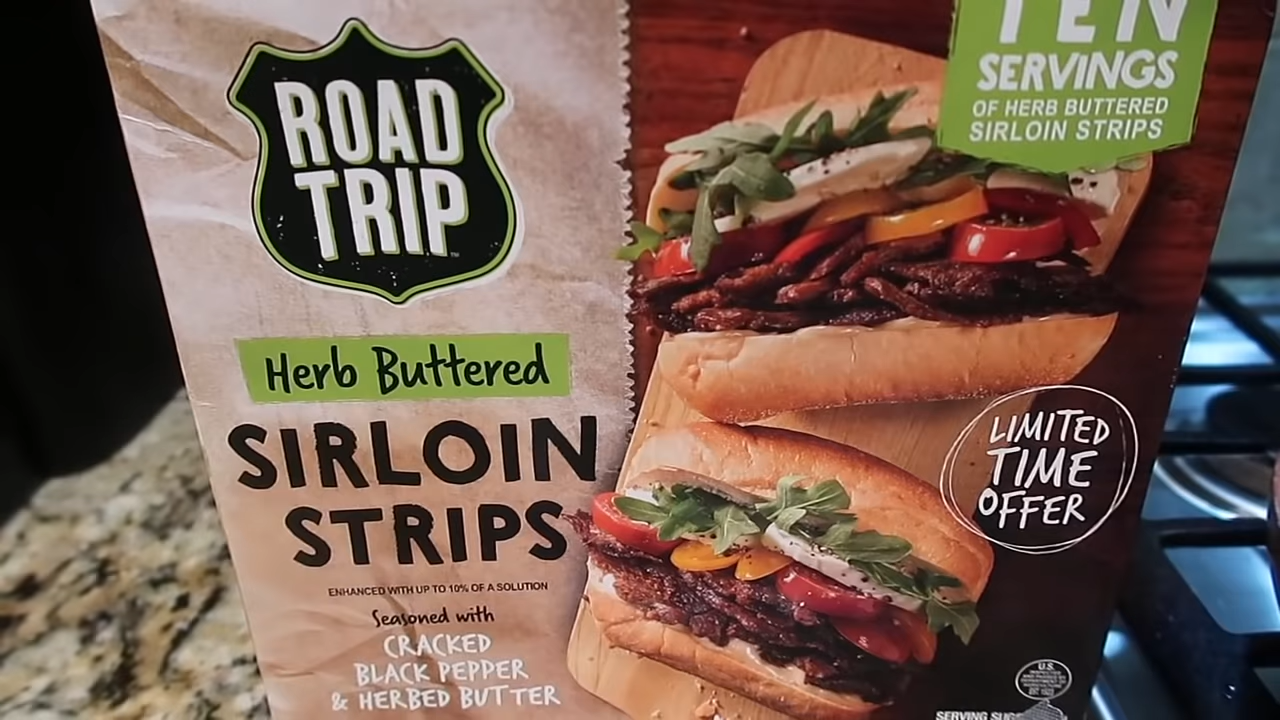 ROAD
TRIP
Herb Buttered
SIRLOIN
STRIPS
ENHANCED WITH UP TO 10% OF A SOLUTION
Seasoned with
CRACKED
BLACK PEPPER
& HERBED BUTTER
TEN
SERVINGS
OF HERB BUTTERED
SIRLOIN STRIPS
LIMITED
TIME
OFFER
U.S.
SERVING